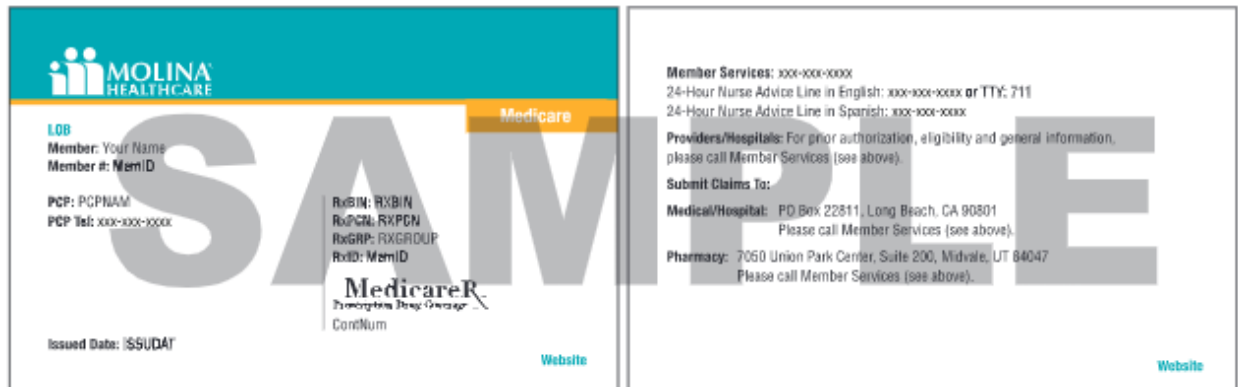 MOLINA
HEALTHCARE
Medicare
LOB
Member: Your Name
Member #: MemID
PCP: PCPNAM
PCP Tel: xxx-xxx-xxxx
RxBIN: RXBIN
RxPCN: RXPCN
RxGRP: RXGROUP
RxID: MemID
MedicareRx
Prescription Drug Coverage
ContNum
Issued Date: ISSUDAT
Website
Member Services: xxx-xxx-xxxx
24-Hour Nurse Advice Line in English: xxx-xxx-xxxx or TTY: 711
24-Hour Nurse Advice Line in Spanish: xxx-xxx-xxxx
Providers/Hospitals: For prior authorization, eligibility and general information,
please call Member Services (see above).
Submit Claims To:
Medical/Hospital: PO Box 22811, Long Beach, CA 90801
Please call Member Services (see above).
Pharmacy: 7050 Union Park Center, Suite 200, Midvale, UT 84047
Please call Member Services (see above).
Website
SAMPLE